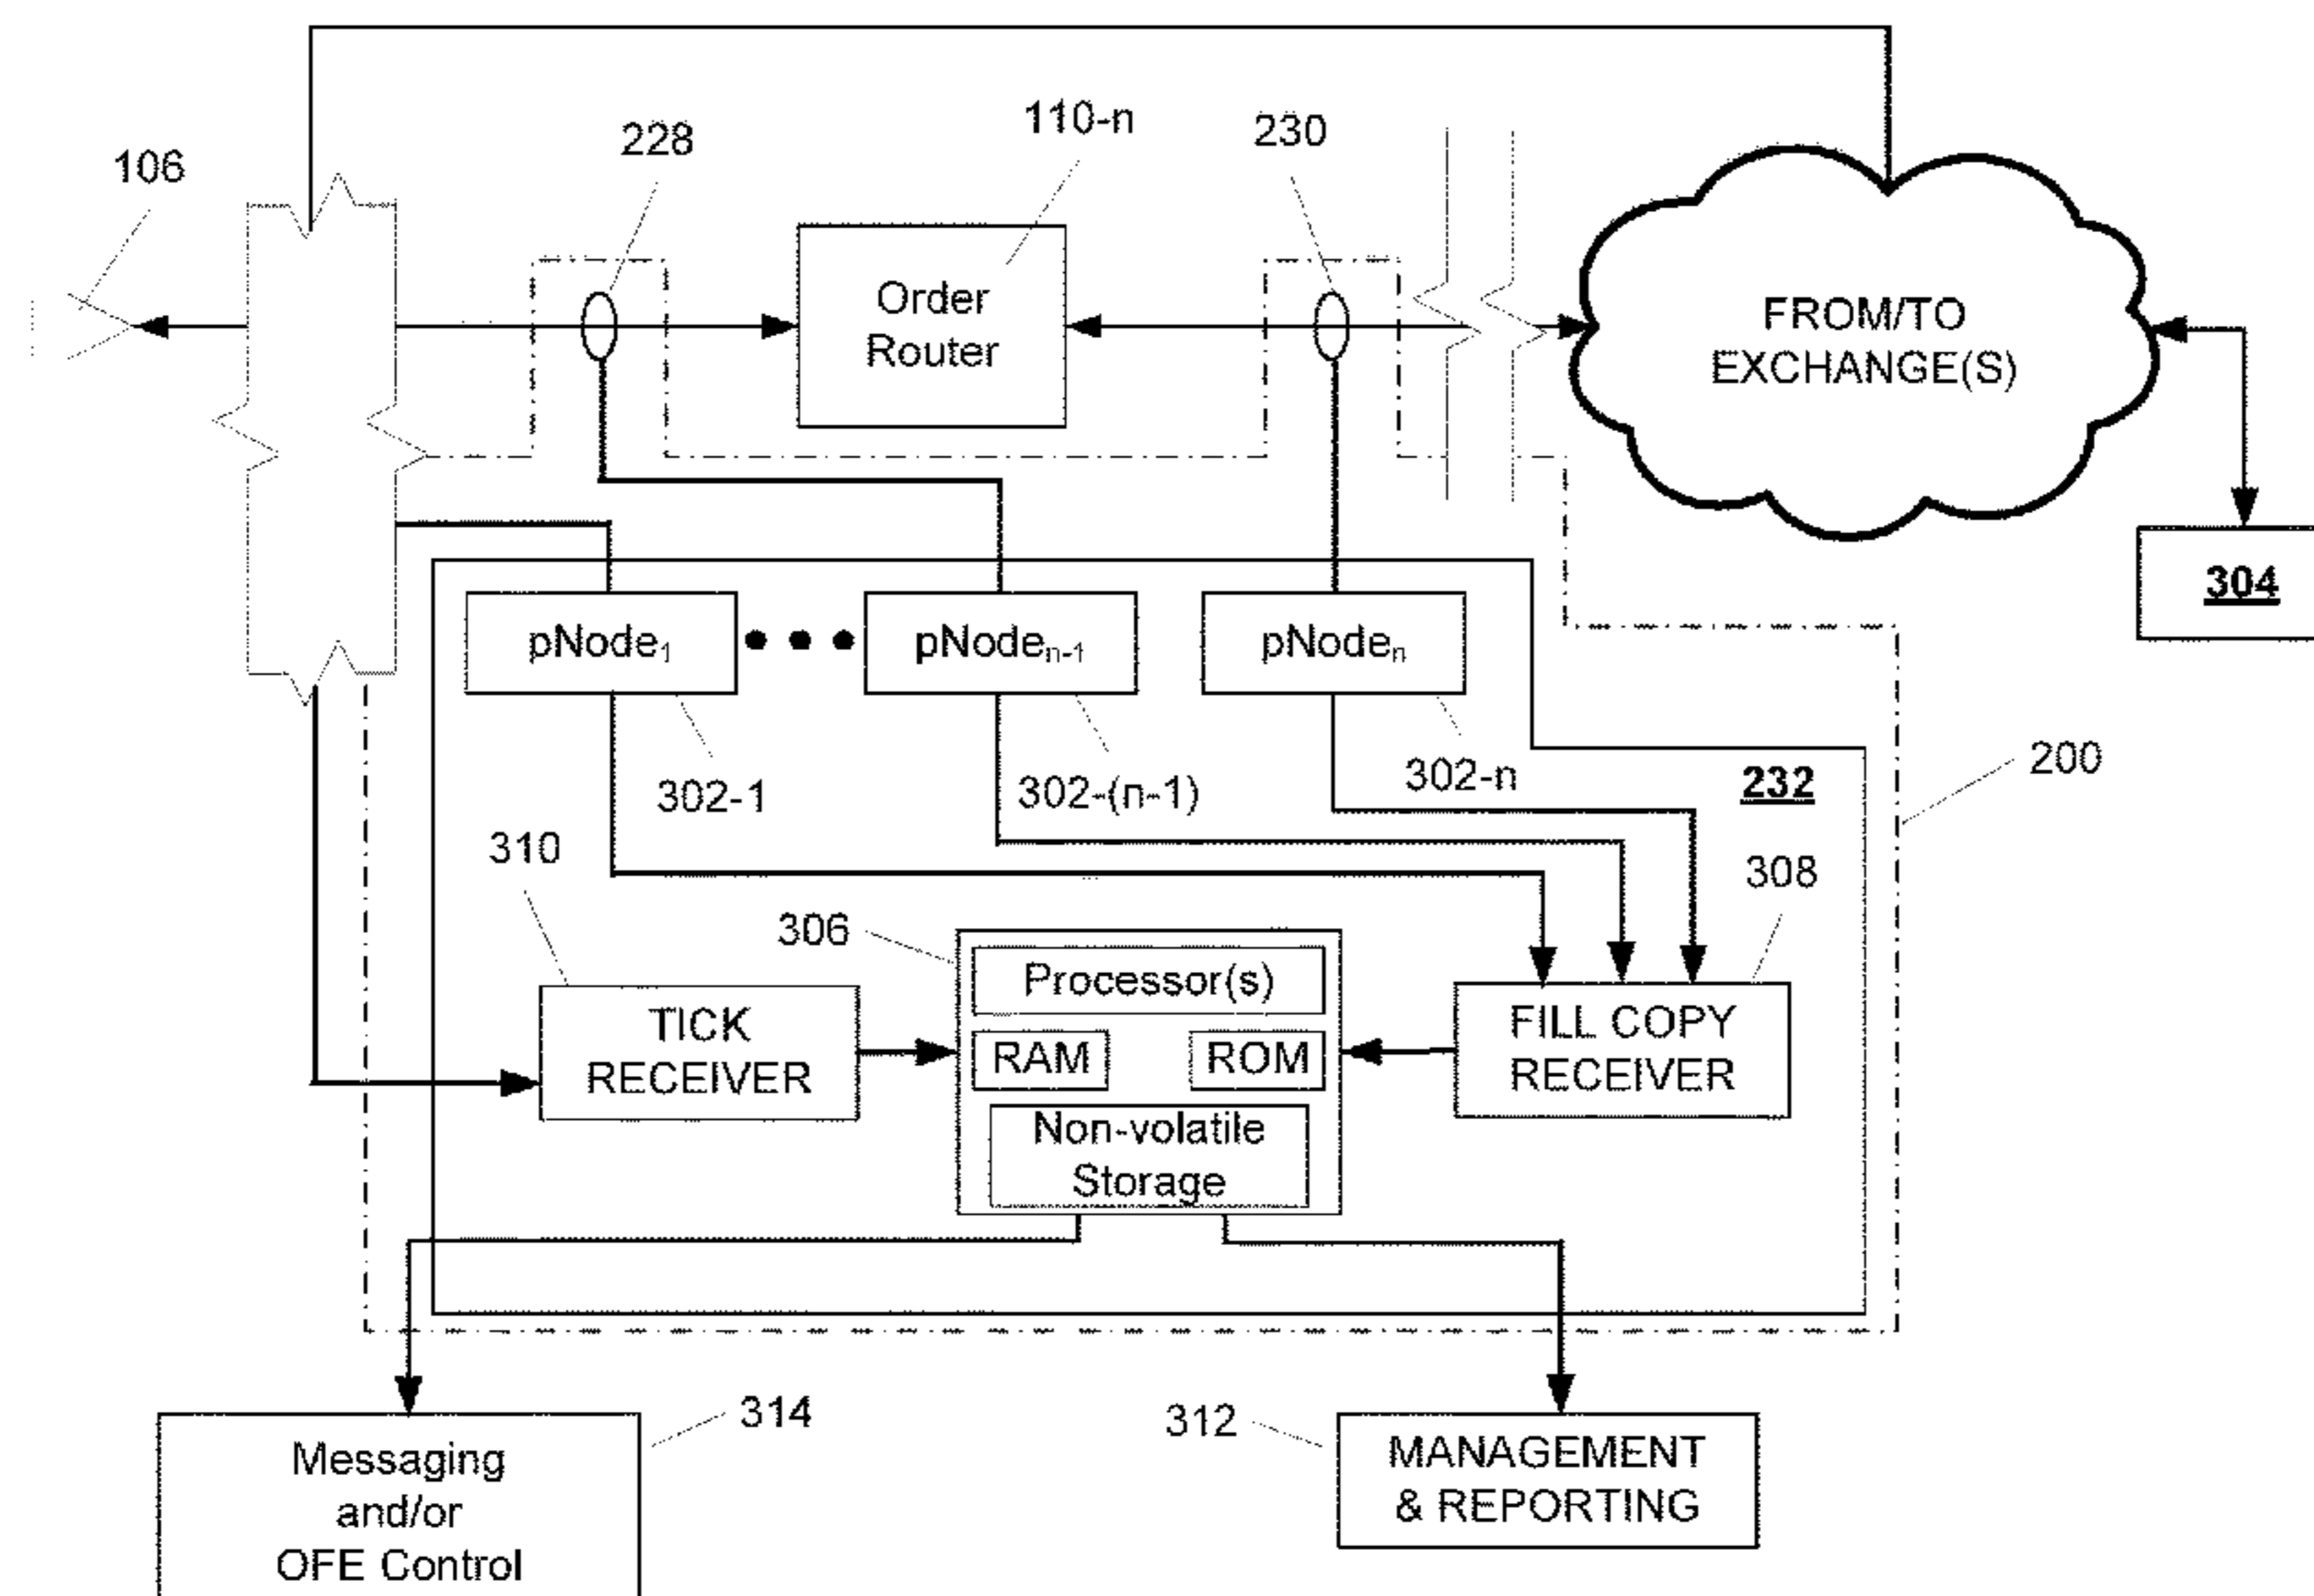 110-n
230
228
106
Order
Router
FROM/TO
EXCHANGE(S)
304
pNode₁
pNodeₙ₋₁
pNodeₙ
302-1
302-(n-1)
302-n
232
200
310
306
308
TICK
RECEIVER
Processor(s)
RAM
ROM
Non-volatile
Storage
FILL COPY
RECEIVER
314
312
Messaging
and/or
OFE Control
MANAGEMENT
& REPORTING